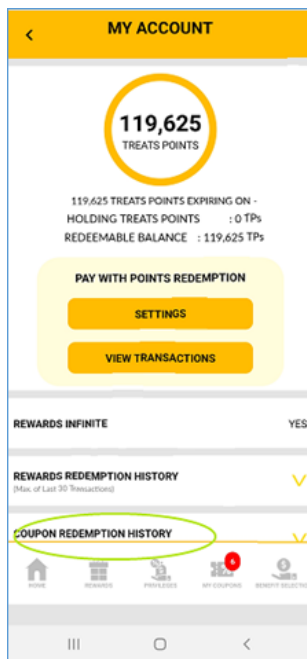 MY ACCOUNT
119,625
TREATS POINTS
119,625 TREATS POINTS EXPIRING ON -
HOLDING TREATS POINTS : 0 TPs
REDEEMABLE BALANCE : 119,625 TPs
PAY WITH POINTS REDEMPTION
SETTINGS
VIEW TRANSACTIONS
REWARDS INFINITE YES
REWARDS REDEMPTION HISTORY
(Max. of Last 30 Transactions)
COUPON REDEMPTION HISTORY
6
HOME REWARDS PRIVILEGES MY COUPONS BENEFIT SELECTION